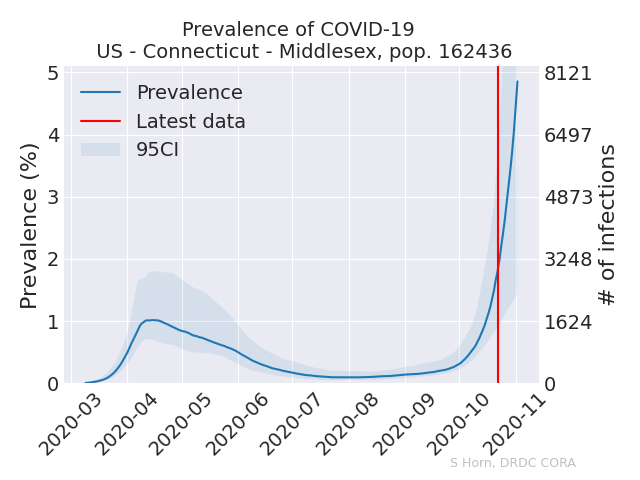 Prevalence of COVID-19
US - Connecticut - Middlesex, pop. 162436
Prevalence
Latest data
95CI
Prevalence (%)
5
4
3
2
1
0
8121
6497
4873
3248
1624
0
# of infections
2020-03
2020-04
2020-05
2020-06
2020-07
2020-08
2020-09
2020-10
2020-11
S Horn, DRDC CORA